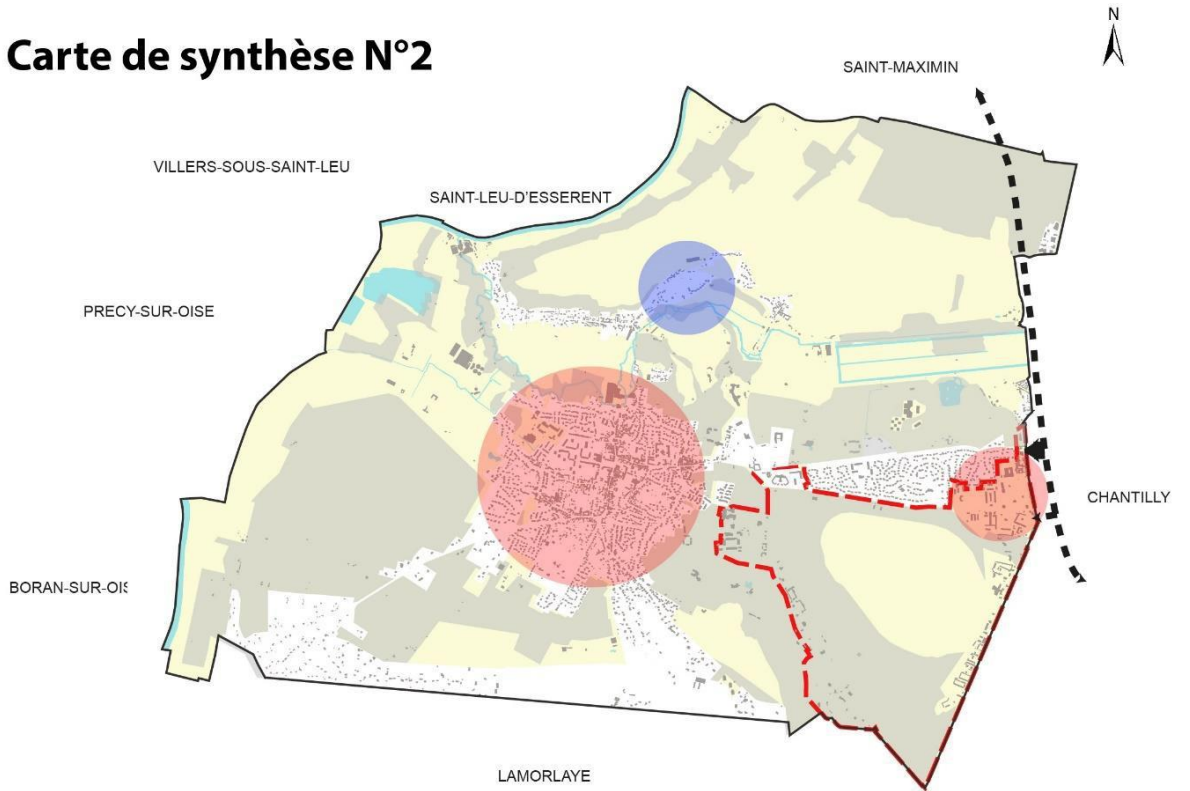 Carte de synthèse N°2
N
SAINT-MAXIMIN
VILLERS-SOUS-SAINT-LEU
SAINT-LEU-D'ESSERENT
PRECY-SUR-OISE
CHANTILLY
BORAN-SUR-OIS
LAMORLAYE